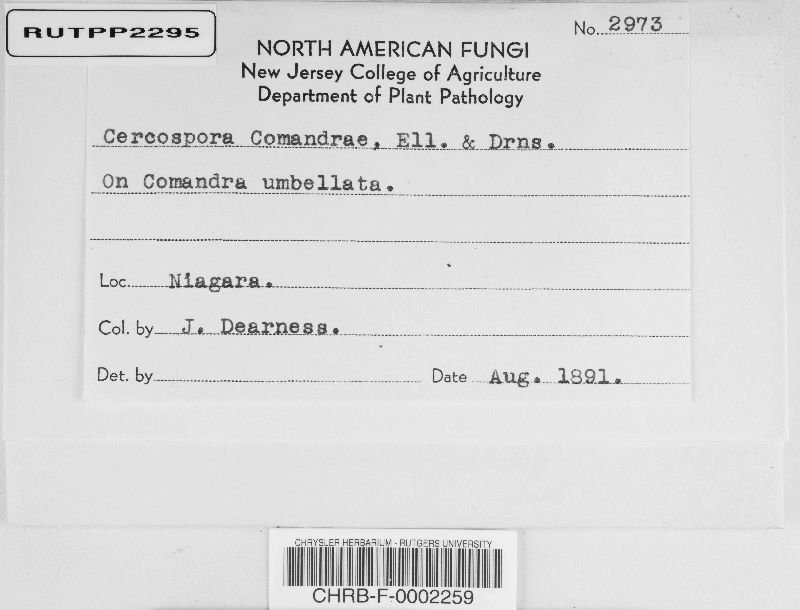 RUTPP2295
No. 2973
NORTH AMERICAN FUNGI
New Jersey College of Agriculture
Department of Plant Pathology
Cercospora Comandrae, Ell. & Drns.
On Comandra umbellata.
Loc. Niagara.
Col. by J. Dearness.
Det. by
Date Aug. 1891.
CHRYSLER HERBARIUM - RUTGERS UNIVERSITY
CHRB-F-0002259